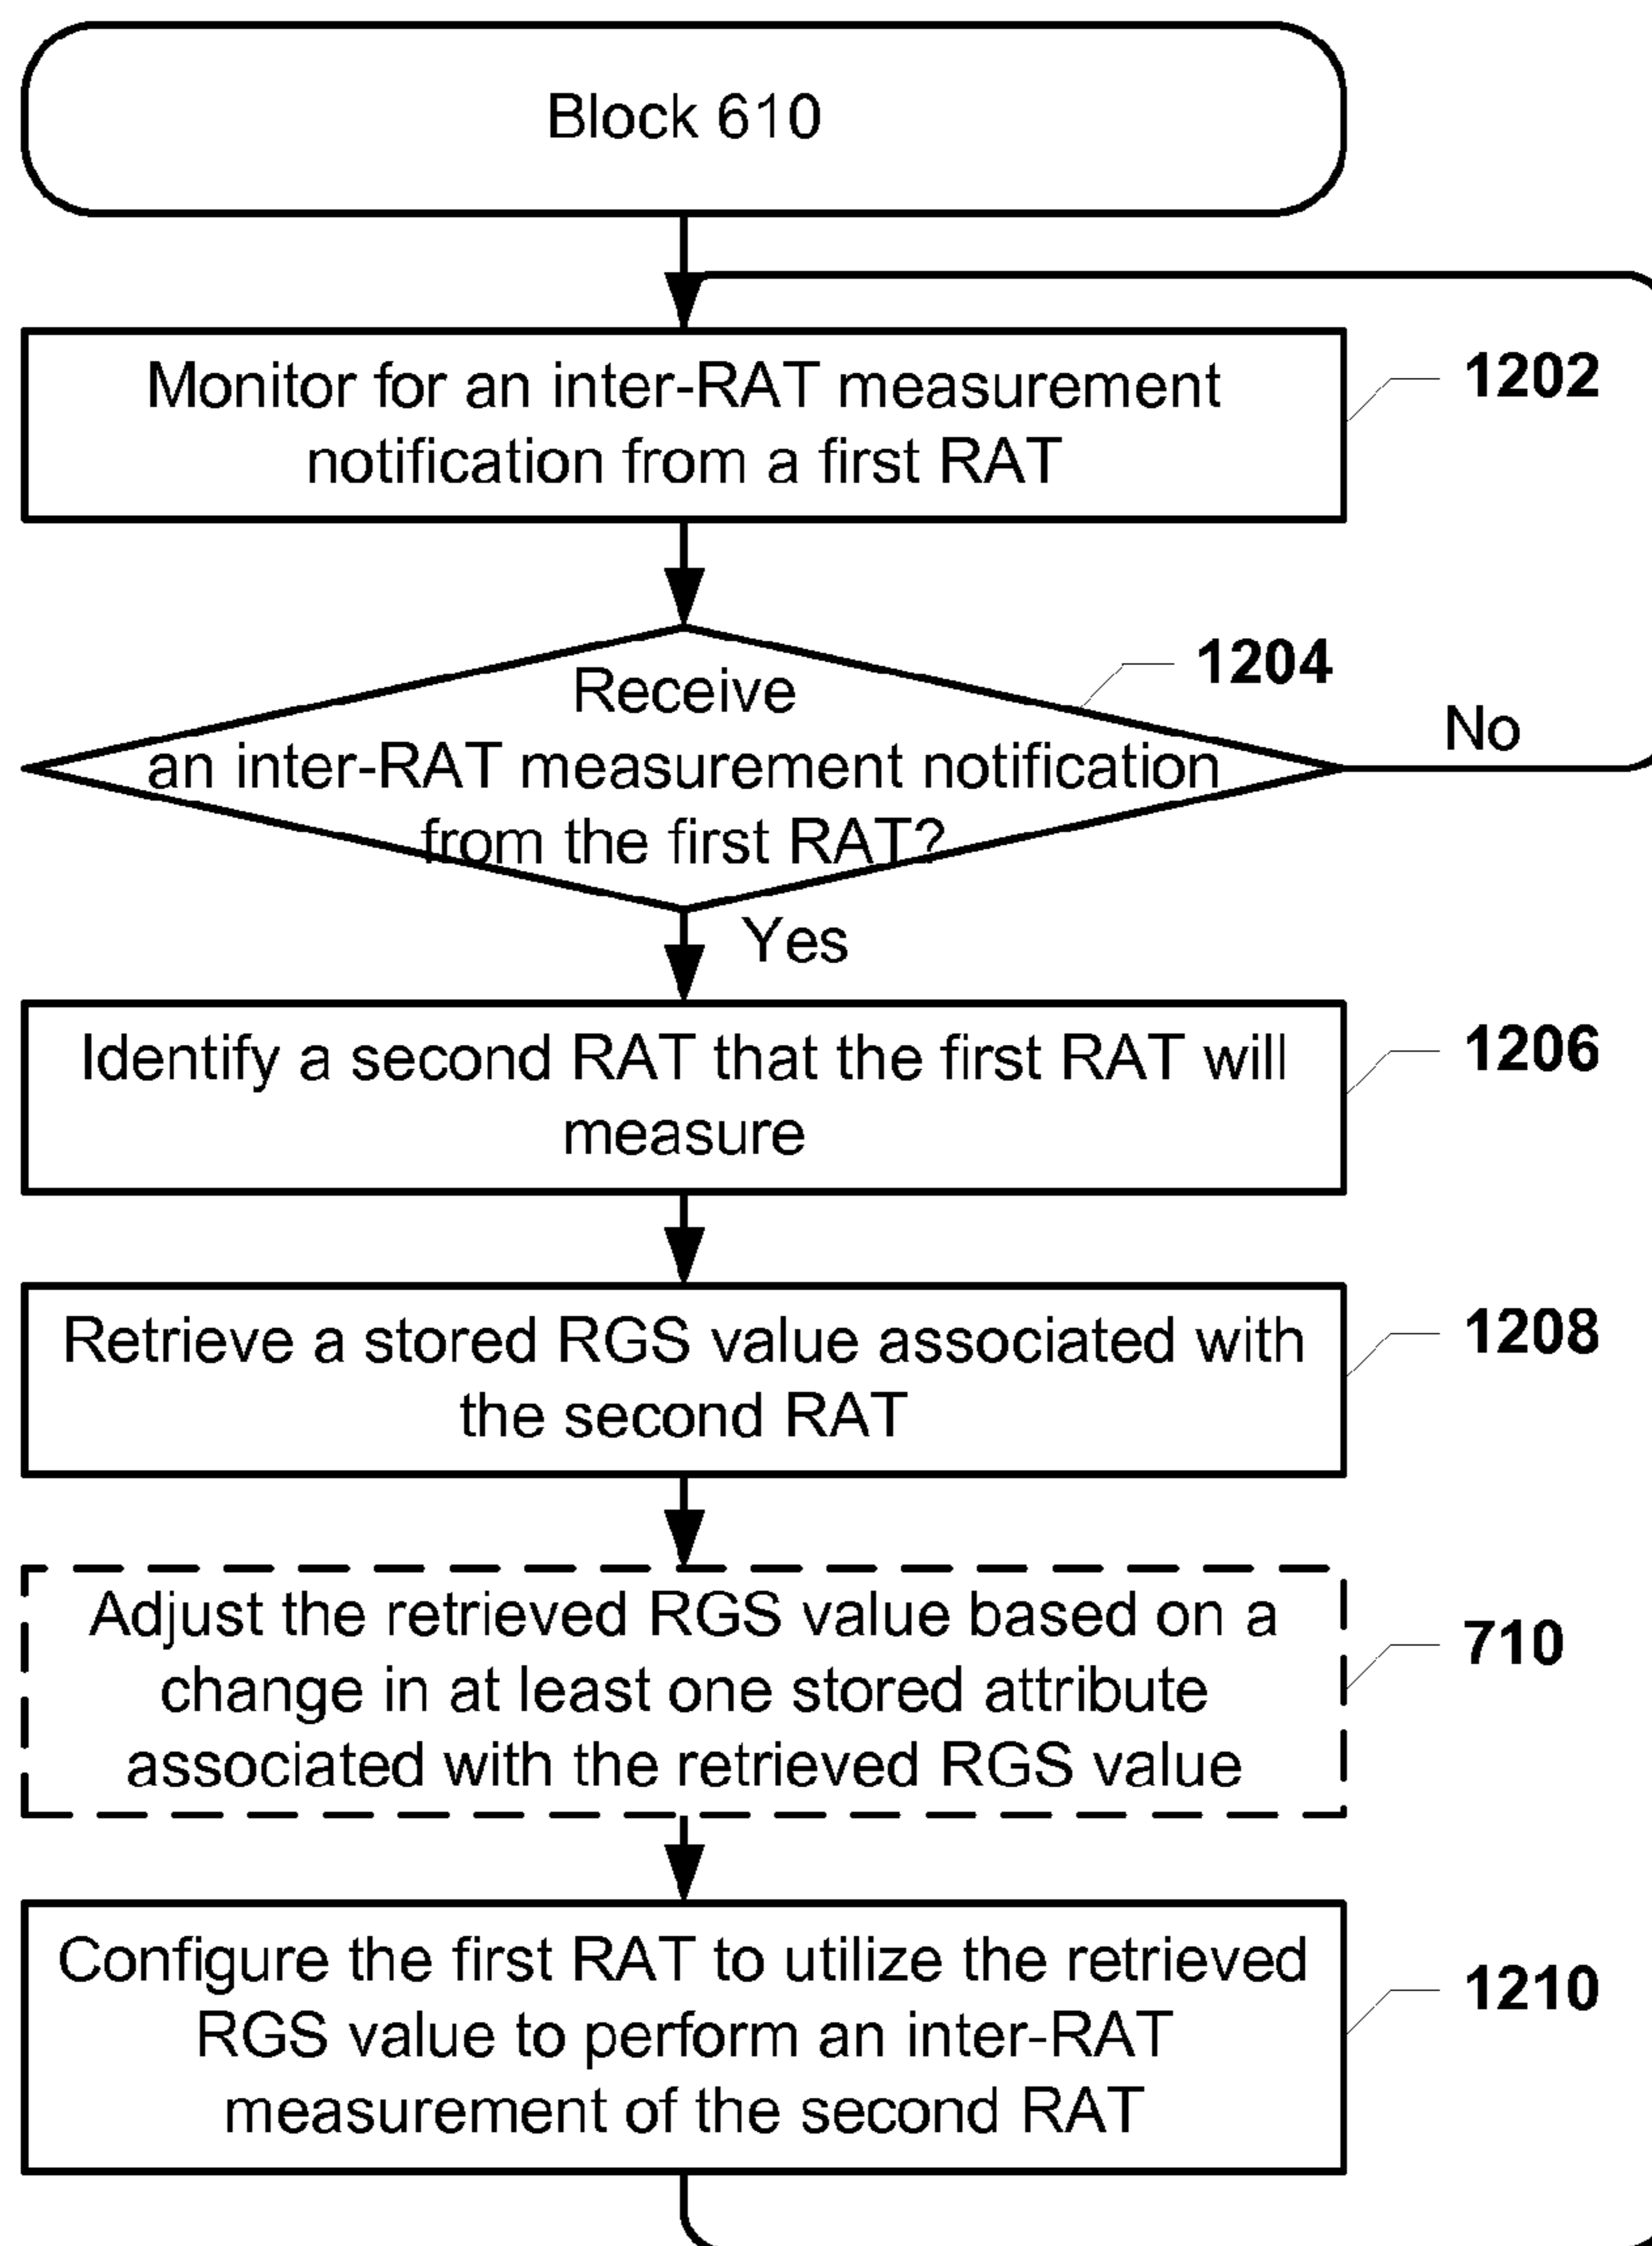 Block 610
Monitor for an inter-RAT measurement
notification from a first RAT
1202
Receive
an inter-RAT measurement notification
from the first RAT?
1204
No
Yes
Identify a second RAT that the first RAT will
measure
1206
Retrieve a stored RGS value associated with
the second RAT
1208
Adjust the retrieved RGS value based on a
change in at least one stored attribute
associated with the retrieved RGS value
710
Configure the first RAT to utilize the retrieved
RGS value to perform an inter-RAT
measurement of the second RAT
1210